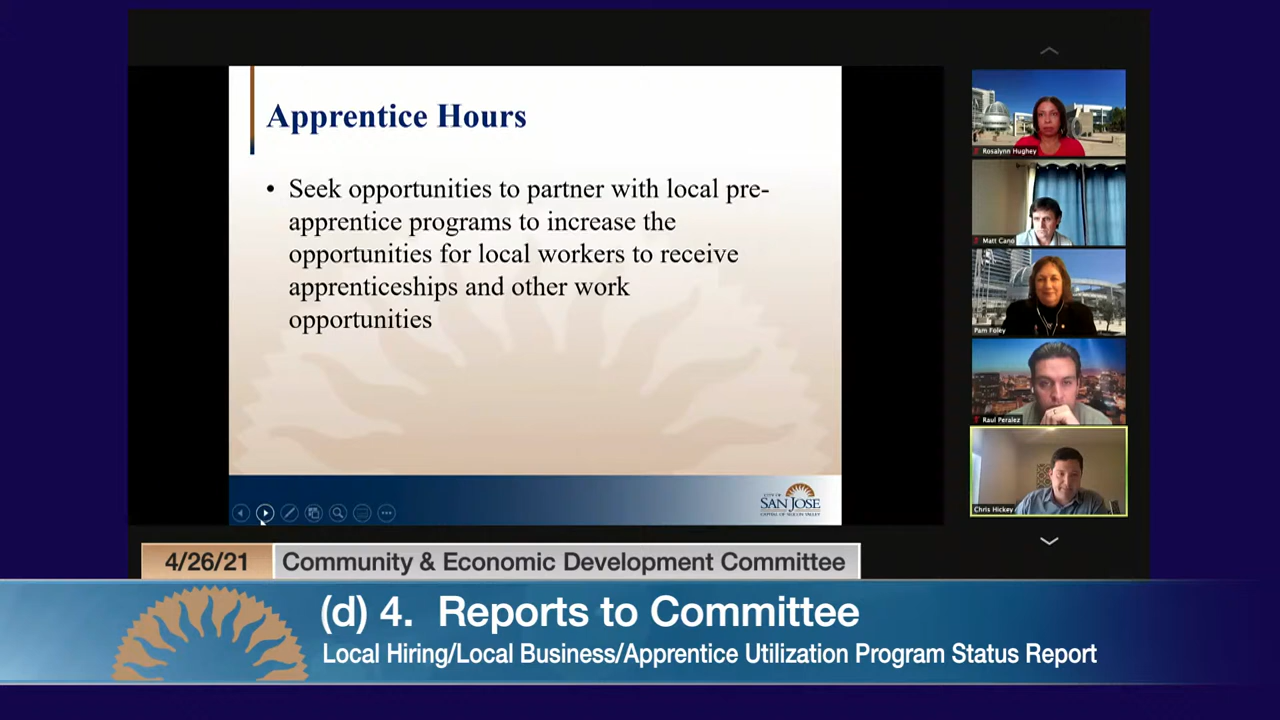 Apprentice Hours
• Seek opportunities to partner with local pre-
apprentice programs to increase the
opportunities for local workers to receive
apprenticeships and other work
opportunities
CITY OF
SAN JOSE
CAPITAL OF SILICON VALLEY
Rosalynn Hughey
Matt Cano
Pam Foley
Raul Peralez
Chris Hickey
4/26/21
Community & Economic Development Committee
(d) 4. Reports to Committee
Local Hiring/Local Business/Apprentice Utilization Program Status Report